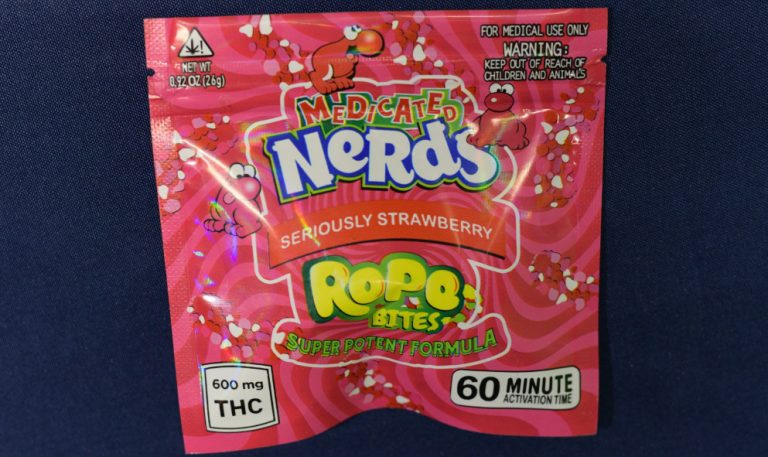 !
NET WT
0.92 OZ (26g)
FOR MEDICAL USE ONLY
WARNING:
KEEP OUT OF REACH OF
CHILDREN AND ANIMALS
MEDICATED
NeRdS
SERIOUSLY STRAWBERRY
ROPe
BITES
SUPER POTENT FORMULA
600 mg
THC
60 MINUTE
ACTIVATION TIME